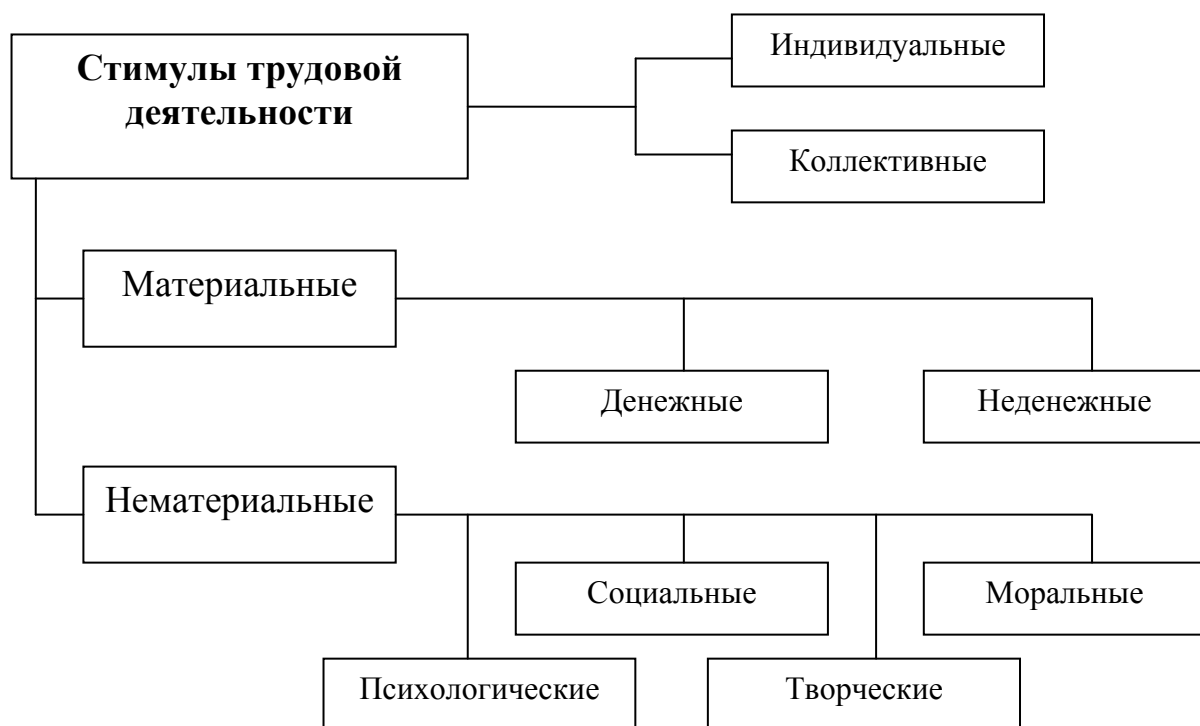 Стимулы трудовой
деятельности
Индивидуальные
Коллективные
Материальные
Денежные
Неденежные
Нематериальные
Социальные
Моральные
Психологические
Творческие